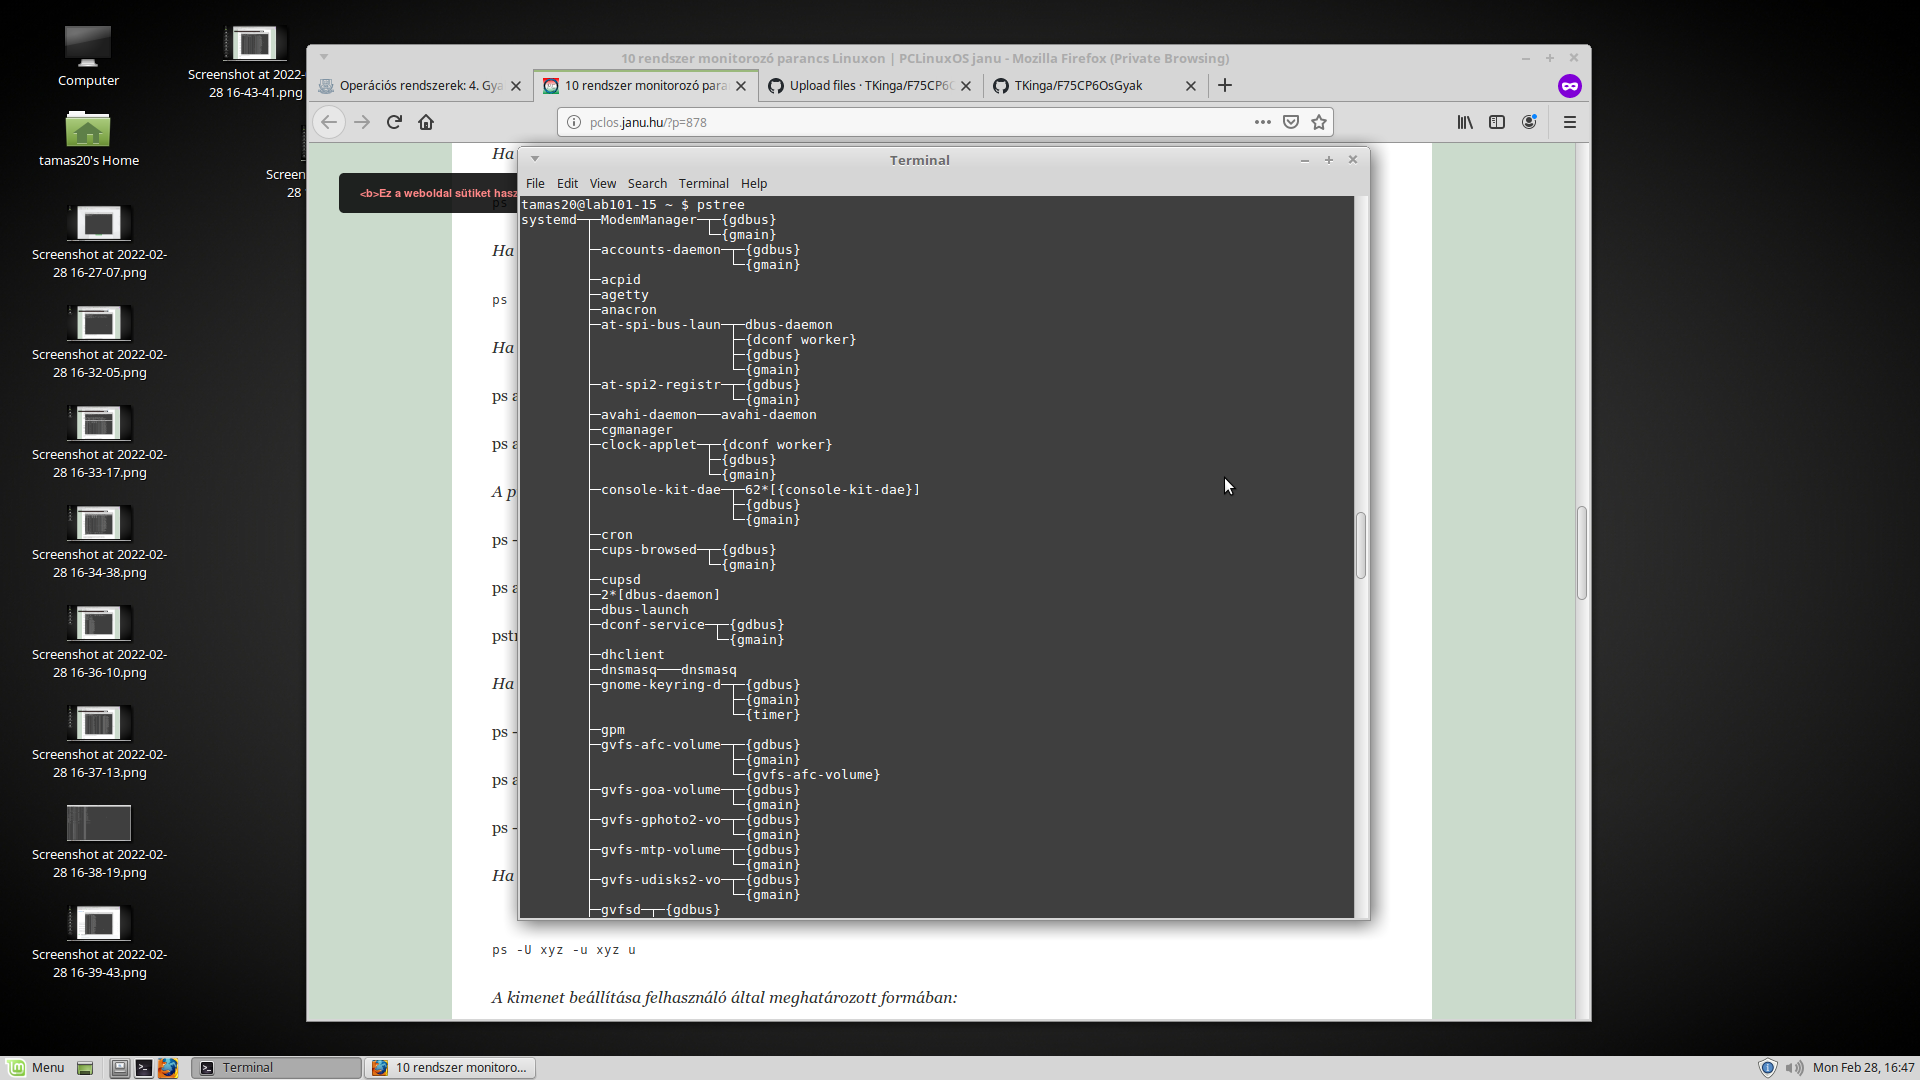 Computer
Screenshot at 2022-
28 16-43-41.png
tamas20's Home
Screen
28
Screenshot at 2022-02-
28 16-27-07.png
Screenshot at 2022-02-
28 16-32-05.png
Screenshot at 2022-02-
28 16-33-17.png
Screenshot at 2022-02-
28 16-34-38.png
Screenshot at 2022-02-
28 16-36-10.png
Screenshot at 2022-02-
28 16-37-13.png
Screenshot at 2022-02-
28 16-38-19.png
Screenshot at 2022-02-
28 16-39-43.png
10 rendszer monitorozó parancs Linuxon | PCLinuxOS janu - Mozilla Firefox (Private Browsing)
Operációs rendszerek: 4. Gya
10 rendszer monitorozó para
Upload files · TKinga/F75CP6
TKinga/F75CP6OsGyak
pclos.janu.hu/?p=878
Ha
<b>Ez a weboldal sütiket hasz
ps
Ha
ps
Ha
ps a
ps a
A p
ps -
ps a
pstr
Ha
ps -
ps a
ps -
Ha
ps -U xyz -u xyz u
A kimenet beállítása felhasználó által meghatározott formában:
Terminal
File Edit View Search Terminal Help
tamas20@lab101-15 ~ $ pstree
systemd─┬─ModemManager─┬─{gdbus}
└─{gmain}
├─accounts-daemon─┬─{gdbus}
└─{gmain}
├─acpid
├─agetty
├─anacron
├─at-spi-bus-laun─┬─dbus-daemon
├─{dconf worker}
├─{gdbus}
└─{gmain}
├─at-spi2-registr─┬─{gdbus}
└─{gmain}
├─avahi-daemon───avahi-daemon
├─cgmanager
├─clock-applet─┬─{dconf worker}
├─{gdbus}
└─{gmain}
├─console-kit-dae─┬─62*[{console-kit-dae}]
├─{gdbus}
└─{gmain}
├─cron
├─cups-browsed─┬─{gdbus}
└─{gmain}
├─cupsd
├─2*[dbus-daemon]
├─dbus-launch
├─dconf-service─┬─{gdbus}
└─{gmain}
├─dhclient
├─dnsmasq───dnsmasq
├─gnome-keyring-d─┬─{gdbus}
├─{gmain}
└─{timer}
├─gpm
├─gvfs-afc-volume─┬─{gdbus}
├─{gmain}
└─{gvfs-afc-volume}
├─gvfs-goa-volume─┬─{gdbus}
└─{gmain}
├─gvfs-gphoto2-vo─┬─{gdbus}
└─{gmain}
├─gvfs-mtp-volume─┬─{gdbus}
└─{gmain}
├─gvfs-udisks2-vo─┬─{gdbus}
└─{gmain}
├─gvfsd─┬─{gdbus}
Menu
Terminal
10 rendszer monitoro...
Mon Feb 28, 16:47